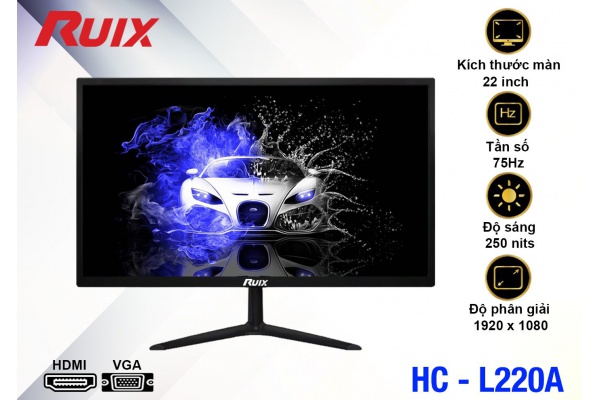 RUIX
Kích thước màn
22 inch
Hz
Tần số
75Hz
Độ sáng
250 nits
Độ phân giải
1920 x 1080
RUIX
HDMI
VGA
HC - L220A